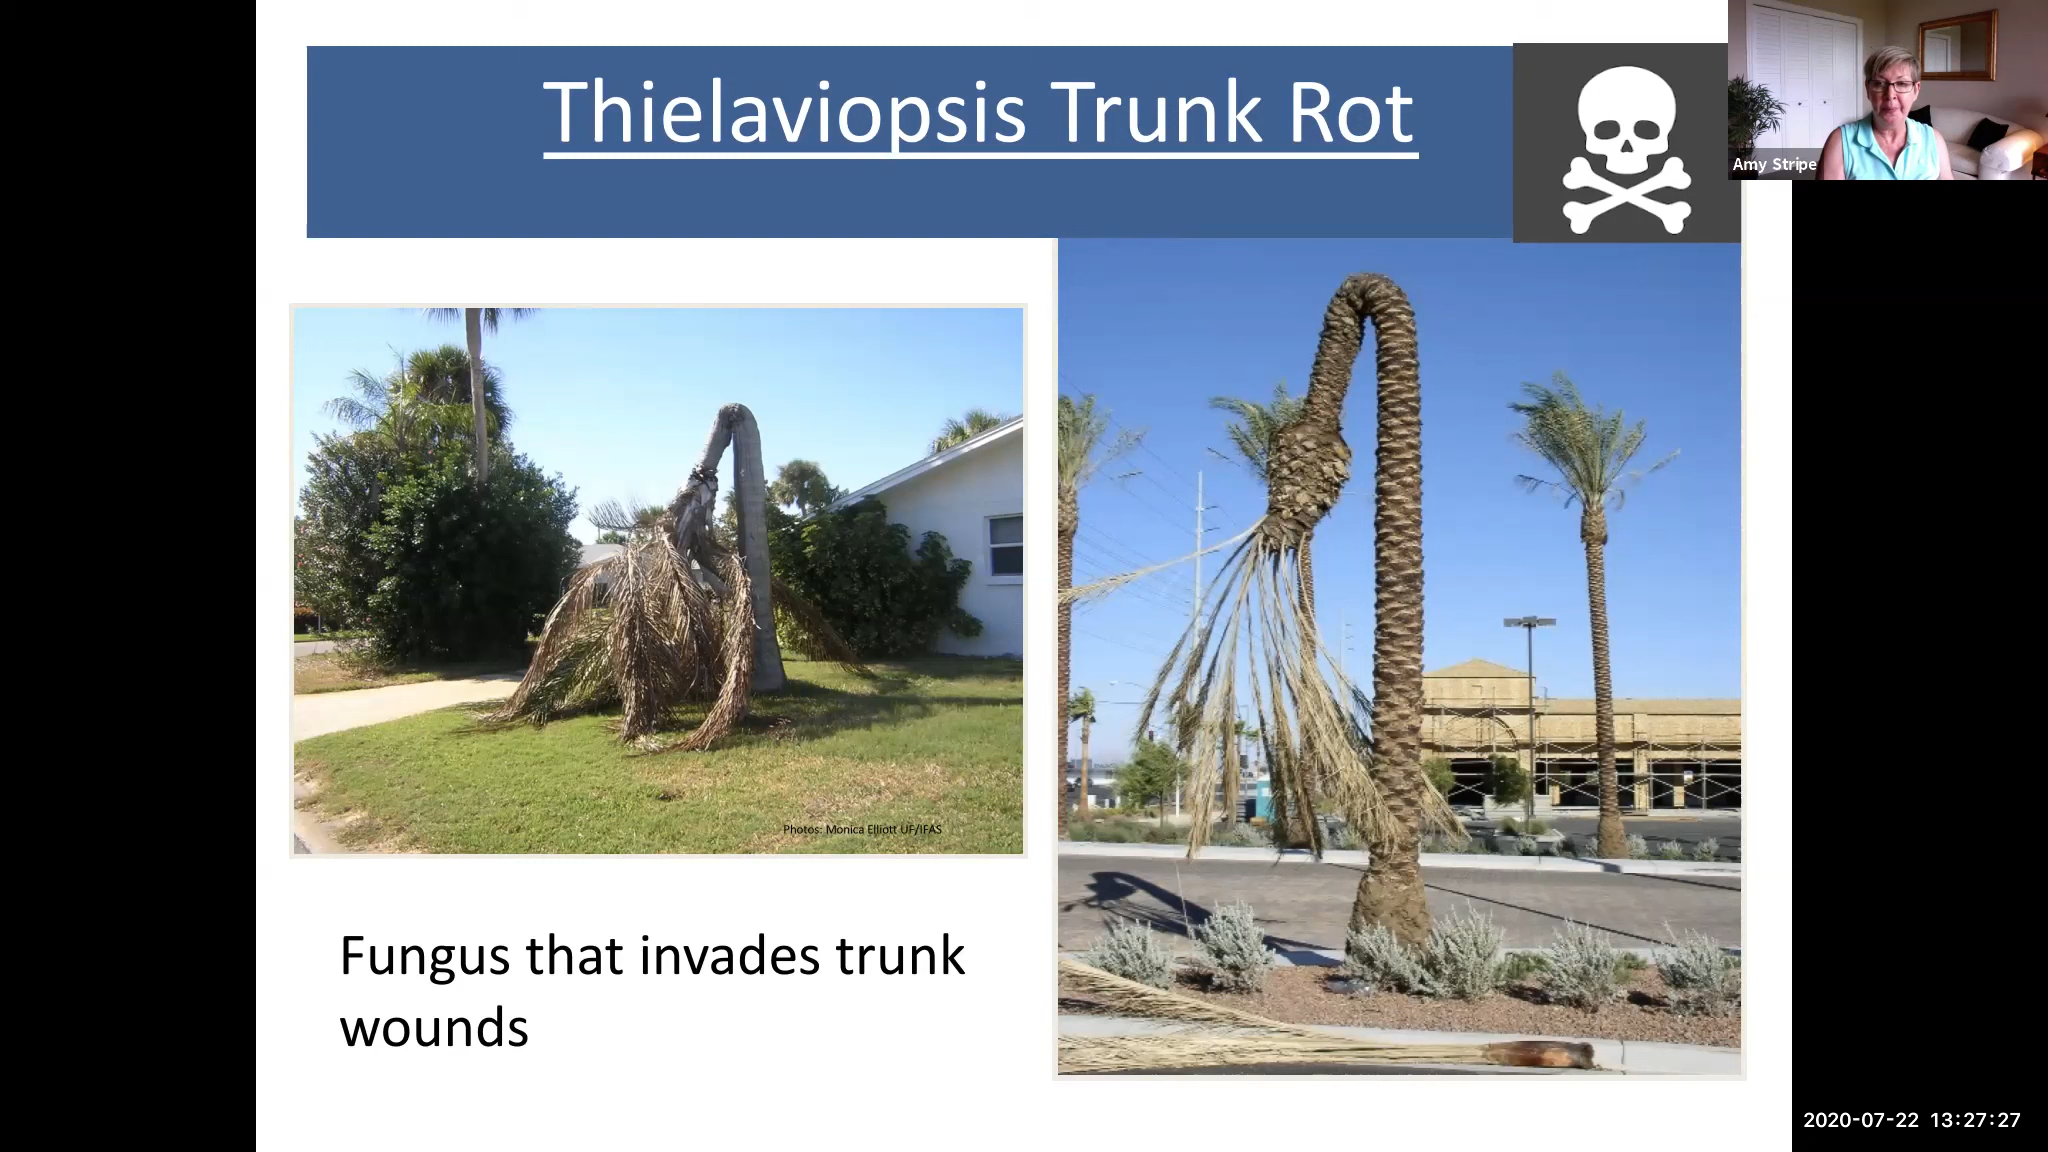 Thielaviopsis Trunk Rot
Amy Stripe
Photos: Monica Elliott UF/IFAS
Fungus that invades trunk
wounds
2020-07-22 13:27:27